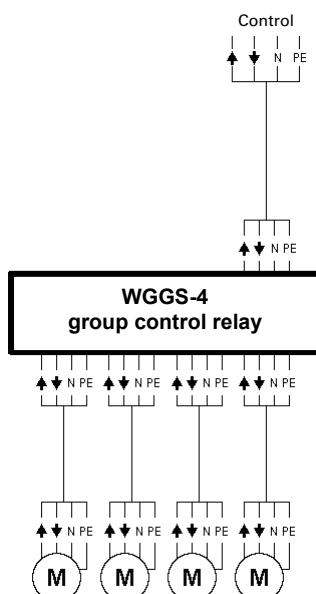 Control
N PE
N PE
WGGS-4
group control relay
N PE N PE N PE N PE
N PE N PE N PE N PE
M M M M